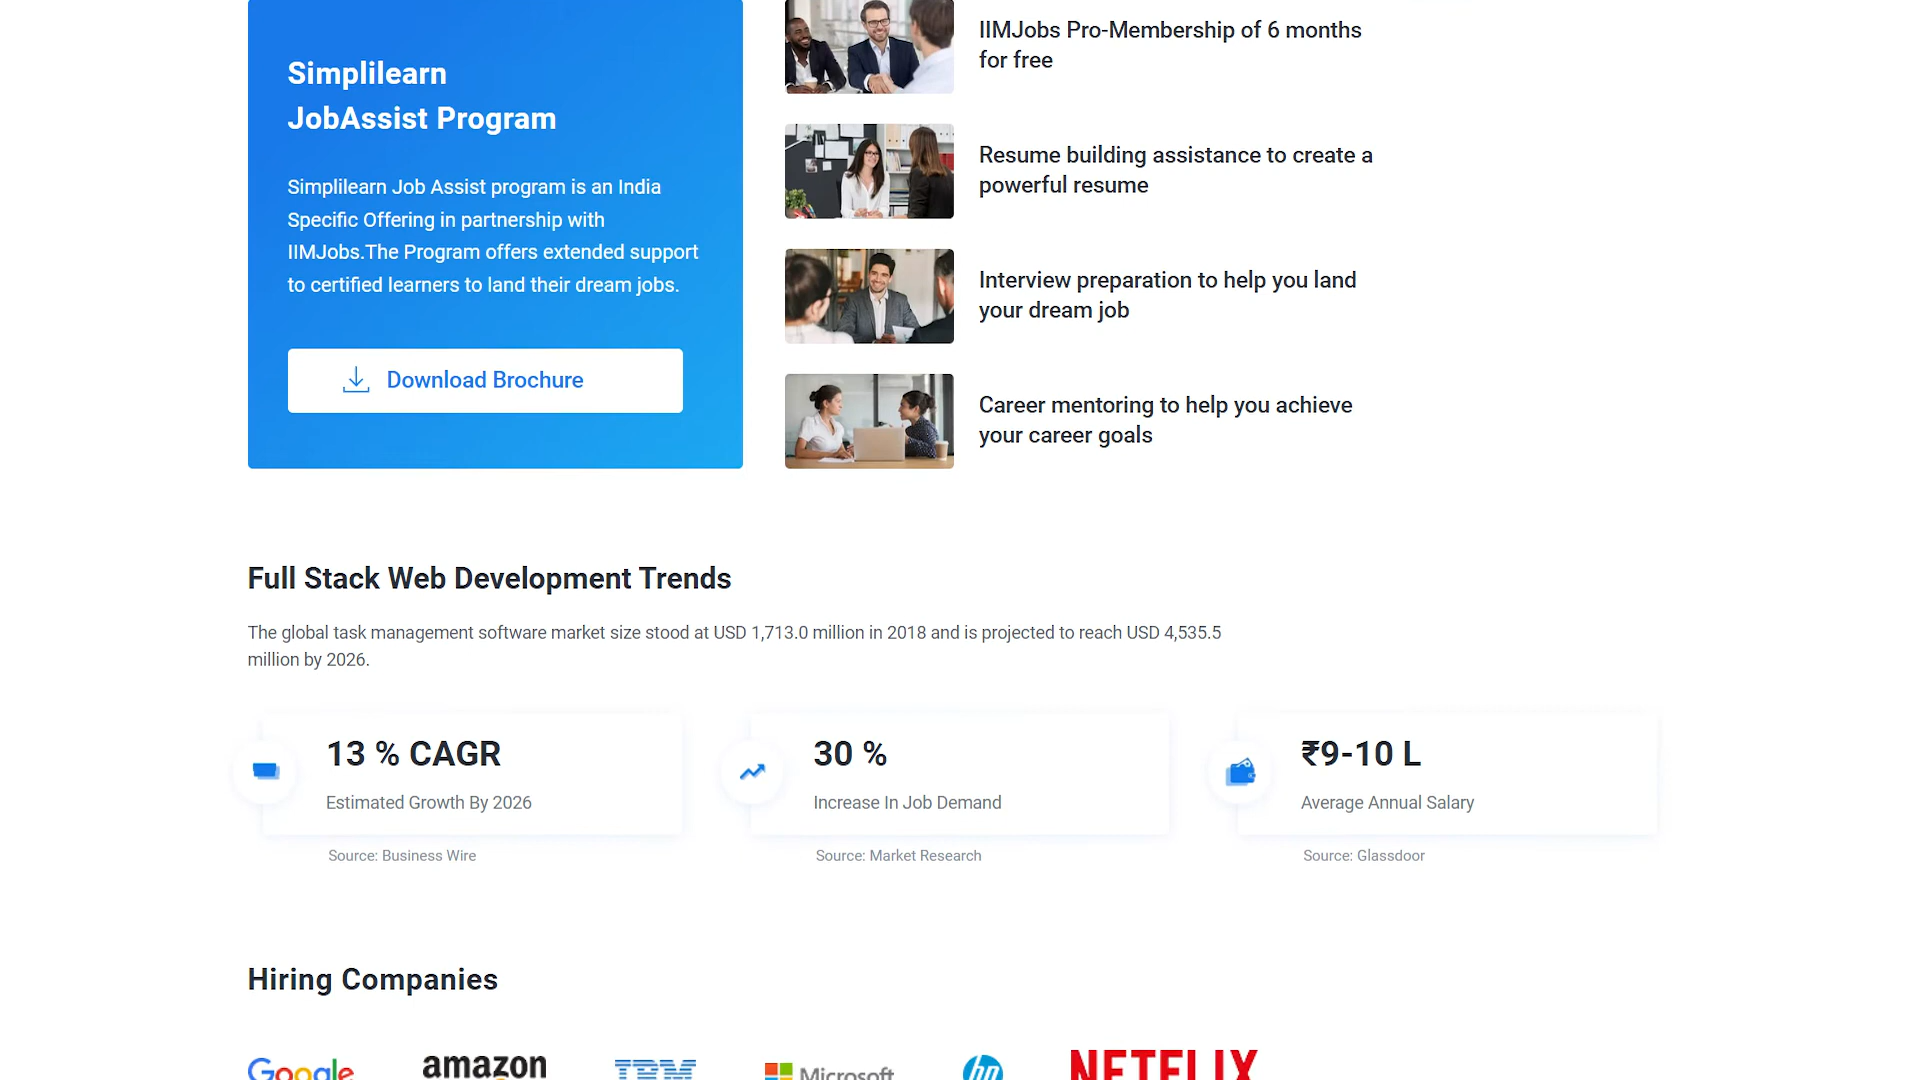 Simplilearn
JobAssist Program
Simplilearn Job Assist program is an India
Specific Offering in partnership with
IIMJobs.The Program offers extended support
to certified learners to land their dream jobs.
Download Brochure
IIMJobs Pro-Membership of 6 months
for free
Resume building assistance to create a
powerful resume
Interview preparation to help you land
your dream job
Career mentoring to help you achieve
your career goals
Full Stack Web Development Trends
The global task management software market size stood at USD 1,713.0 million in 2018 and is projected to reach USD 4,535.5
million by 2026.
13 % CAGR
Estimated Growth By 2026
Source: Business Wire
30 %
Increase In Job Demand
Source: Market Research
₹9-10 L
Average Annual Salary
Source: Glassdoor
Hiring Companies
Google
amazon
IBM
Microsoft
hp
NETFLIX